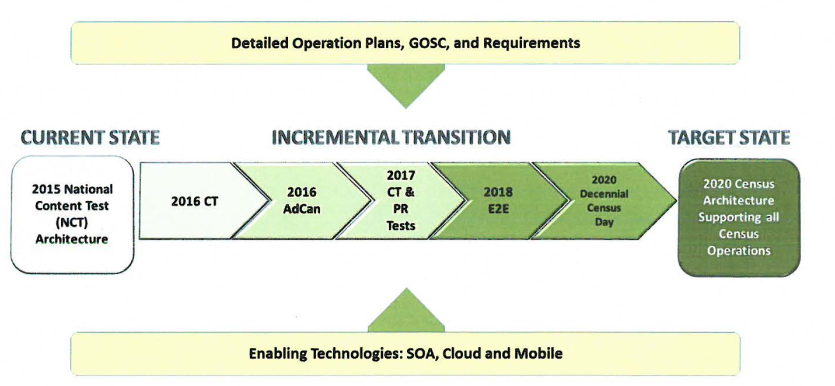 Detailed Operation Plans, GOSC, and Requirements
CURRENT STATE
INCREMENTAL TRANSITION
TARGET STATE
2015 National
Content Test
(NCT)
Architecture
2016 CT
2016
AdCan
2017
CT &
PR
Tests
2018
E2E
2020
Decennial
Census
Day
2020 Census
Architecture
Supporting all
Census
Operations
Enabling Technologies: SOA, Cloud and Mobile